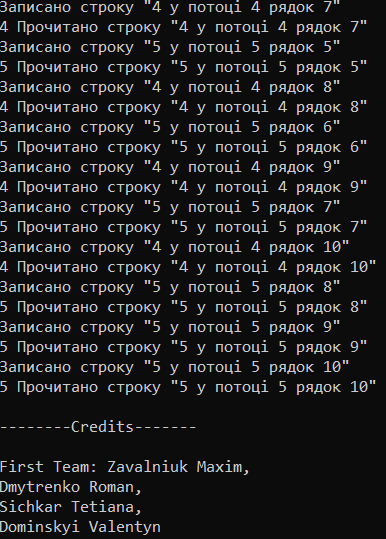 Записано строку "4 у потоці 4 рядок 7"
4 Прочитано строку "4 у потоці 4 рядок 7"
Записано строку "5 у потоці 5 рядок 5"
5 Прочитано строку "5 у потоці 5 рядок 5"
Записано строку "4 у потоці 4 рядок 8"
4 Прочитано строку "4 у потоці 4 рядок 8"
Записано строку "5 у потоці 5 рядок 6"
5 Прочитано строку "5 у потоці 5 рядок 6"
Записано строку "4 у потоці 4 рядок 9"
4 Прочитано строку "4 у потоці 4 рядок 9"
Записано строку "5 у потоці 5 рядок 7"
5 Прочитано строку "5 у потоці 5 рядок 7"
Записано строку "4 у потоці 4 рядок 10"
4 Прочитано строку "4 у потоці 4 рядок 10"
Записано строку "5 у потоці 5 рядок 8"
5 Прочитано строку "5 у потоці 5 рядок 8"
Записано строку "5 у потоці 5 рядок 9"
5 Прочитано строку "5 у потоці 5 рядок 9"
Записано строку "5 у потоці 5 рядок 10"
5 Прочитано строку "5 у потоці 5 рядок 10"
--------Credits-------
First Team: Zavalniuk Maxim,
Dmytrenko Roman,
Sichkar Tetiana,
Dominskyi Valentyn